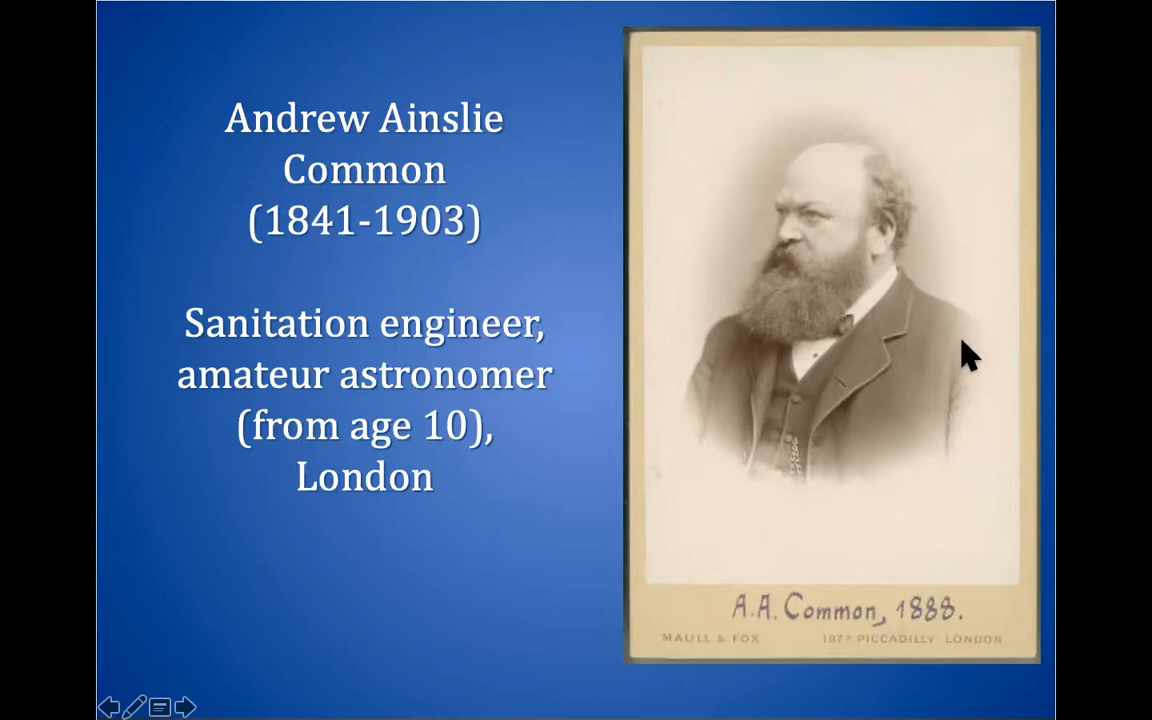 Andrew Ainslie
Common
(1841-1903)
Sanitation engineer,
amateur astronomer
(from age 10),
London
A.A. Common, 1888.
MAULL & FOX 187A PICCADILLY LONDON